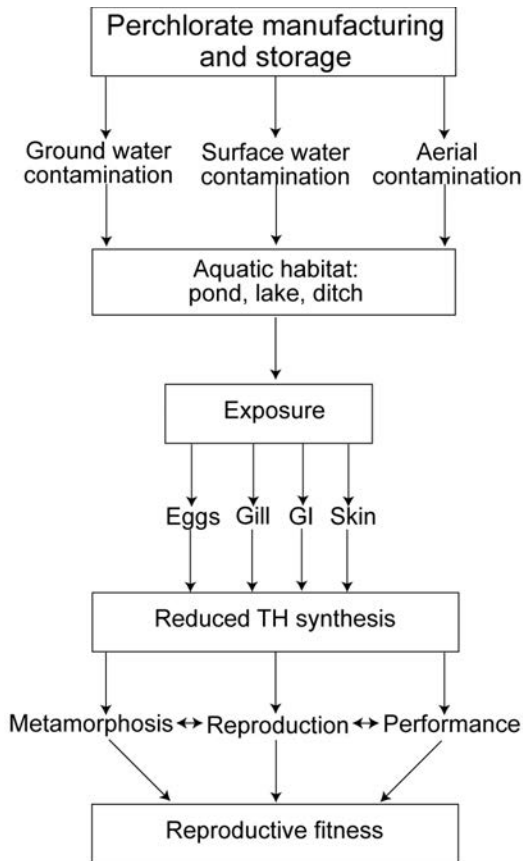 Perchlorate manufacturing
and storage
Ground water
contamination
Surface water
contamination
Aerial
contamination
Aquatic habitat:
pond, lake, ditch
Exposure
Eggs Gill GI Skin
Reduced TH synthesis
Metamorphosis Reproduction Performance
Reproductive fitness